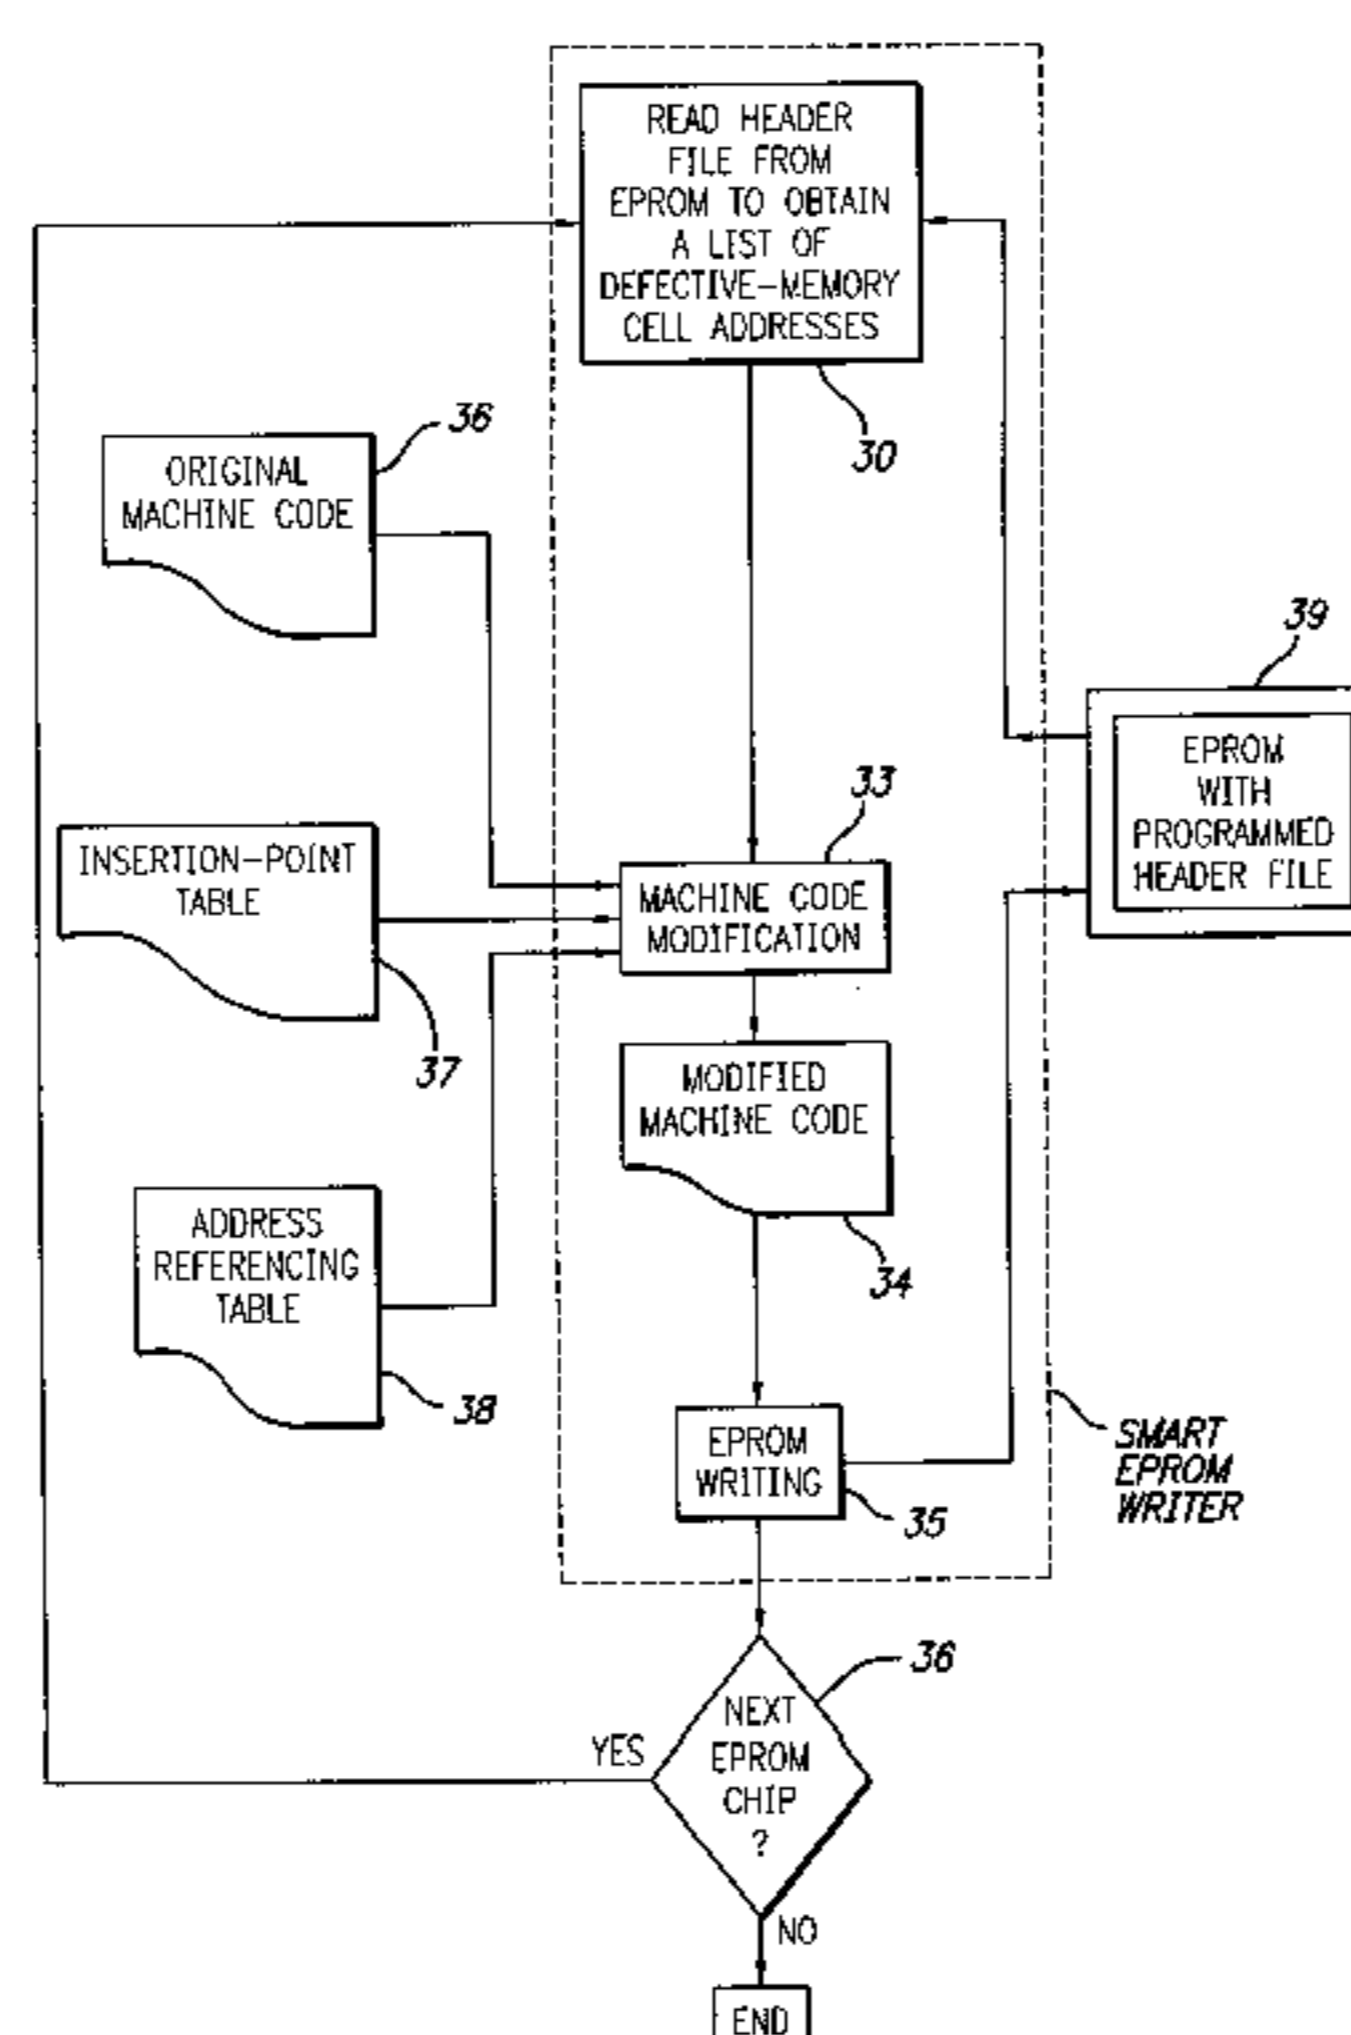 READ HEADER
FILE FROM
EPROM TO OBTAIN
A LIST OF
DEFECTIVE-MEMORY
CELL ADDRESSES
30
36
ORIGINAL
MACHINE CODE
39
EPROM
WITH
PROGRAMMED
HEADER FILE
33
INSERTION-POINT
TABLE
37
MACHINE CODE
MODIFICATION
MODIFIED
MACHINE CODE
34
ADDRESS
REFERENCING
TABLE
38
EPROM
WRITING
35
SMART
EPROM
WRITER
36
NEXT
EPROM
CHIP
?
YES
NO
END